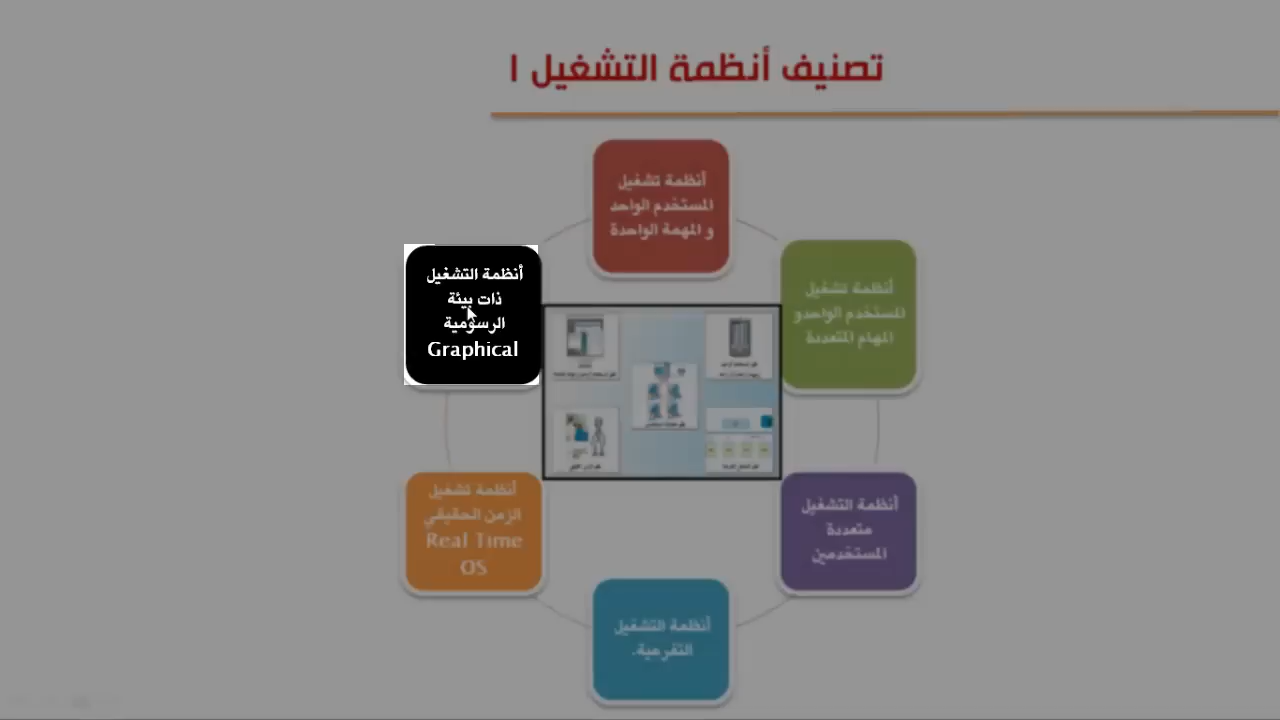 تصنيف أنظمة التشغيل ا
أنظمة تشغيل
المستخدم الواحد
و المهمة الواحدة
أنظمة تشغيل
المستخدم الواحدو
المهام المتعددة
أنظمة التشغيل
متعددة
المستخدمين
أنظمة التشغيل
التفرعية.
أنظمة تشغيل
الزمن الحقيقي
Real Time
OS
أنظمة التشغيل
ذات بيئة
الرسومية
Graphical